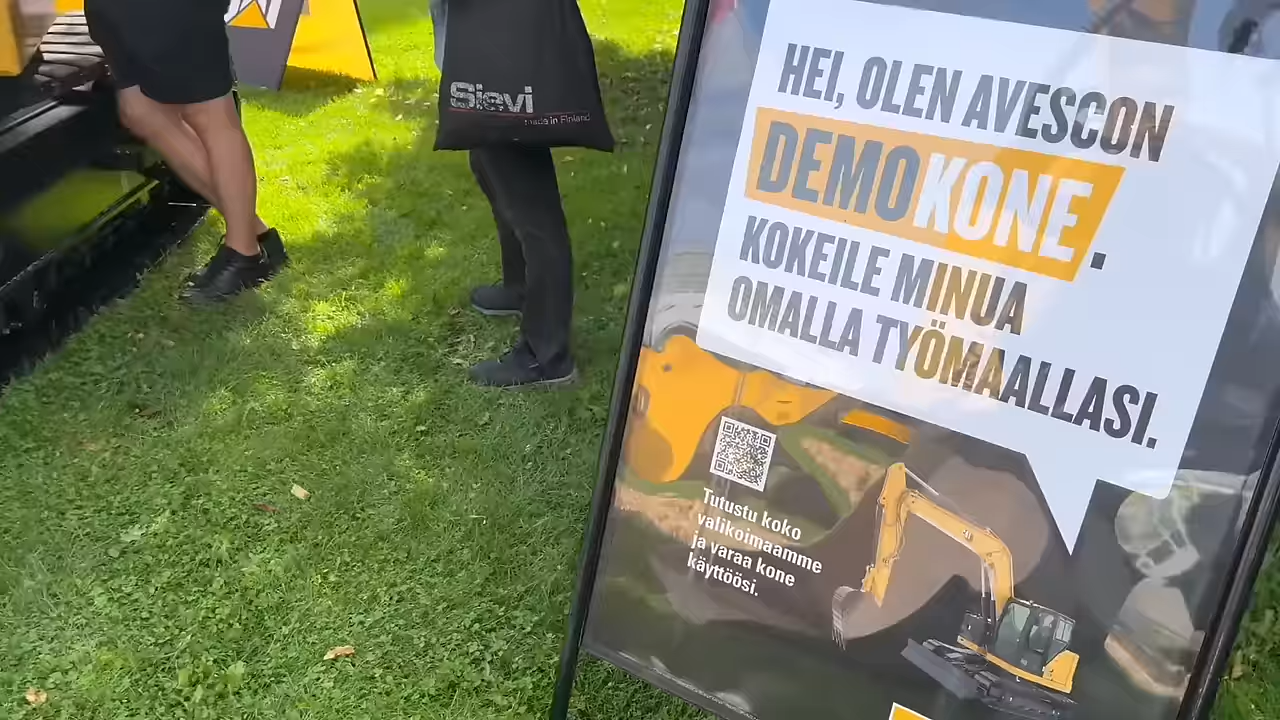 Sievi
made in Finland
HEI, OLEN AVESCON
DEMOKONE.
KOKEILE MINUA
OMALLA TYÖMAALLASI.
Tutustu koko
valikoimaamme
ja varaa kone
käyttöösi.